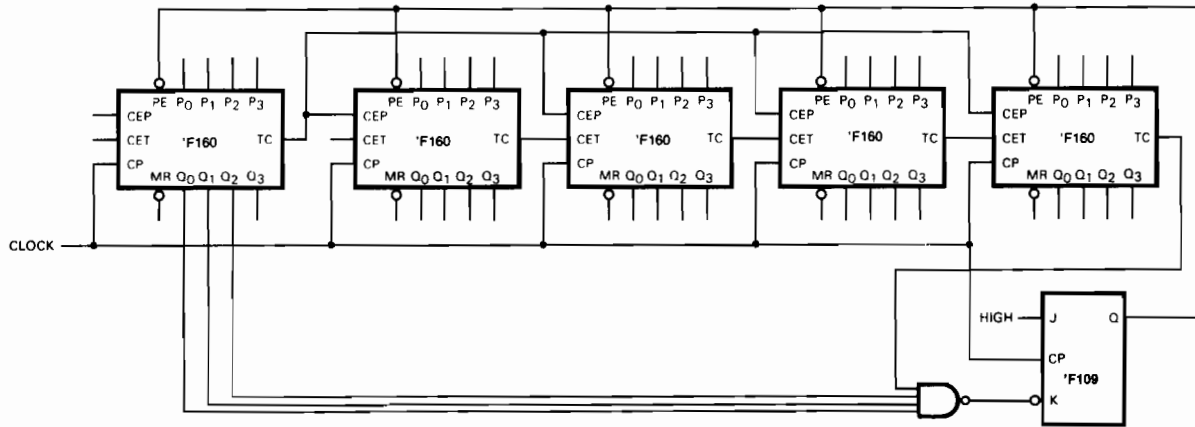 PE P0 P1 P2 P3
CEP
CET 'F160 TC
CP
MR Q0 Q1 Q2 Q3
PE P0 P1 P2 P3
CEP
CET 'F160 TC
CP
MR Q0 Q1 Q2 Q3
PE P0 P1 P2 P3
CEP
CET 'F160 TC
CP
MR Q0 Q1 Q2 Q3
PE P0 P1 P2 P3
CEP
CET 'F160 TC
CP
MR Q0 Q1 Q2 Q3
PE P0 P1 P2 P3
CEP
CET 'F160 TC
CP
MR Q0 Q1 Q2 Q3
CLOCK
HIGH J Q
CP
'F109
K